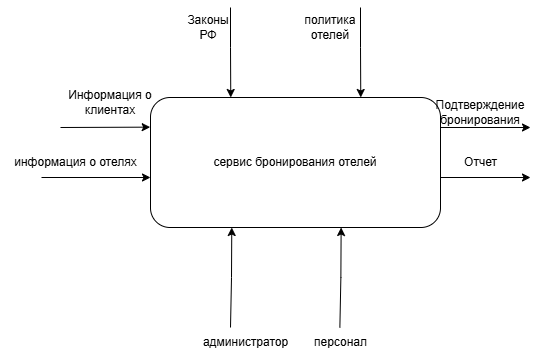 Законы
РФ
политика
отелей
Информация о
клиентах
Подтверждение
бронирования
информация о отелях
сервис бронирования отелей
Отчет
администратор
персонал